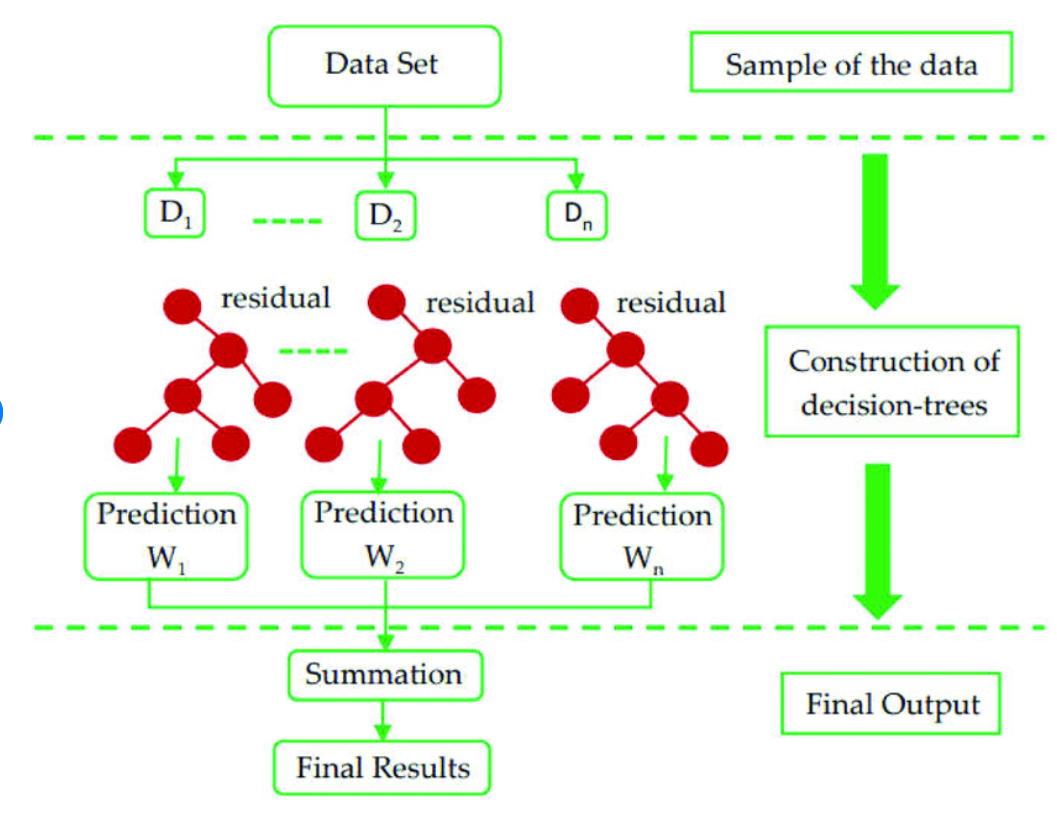 Data Set
Sample of the data
D₁
D₂
Dₙ
residual
residual
residual
Construction of
decision-trees
Prediction
W₁
Prediction
W₂
Prediction
Wₙ
Summation
Final Output
Final Results